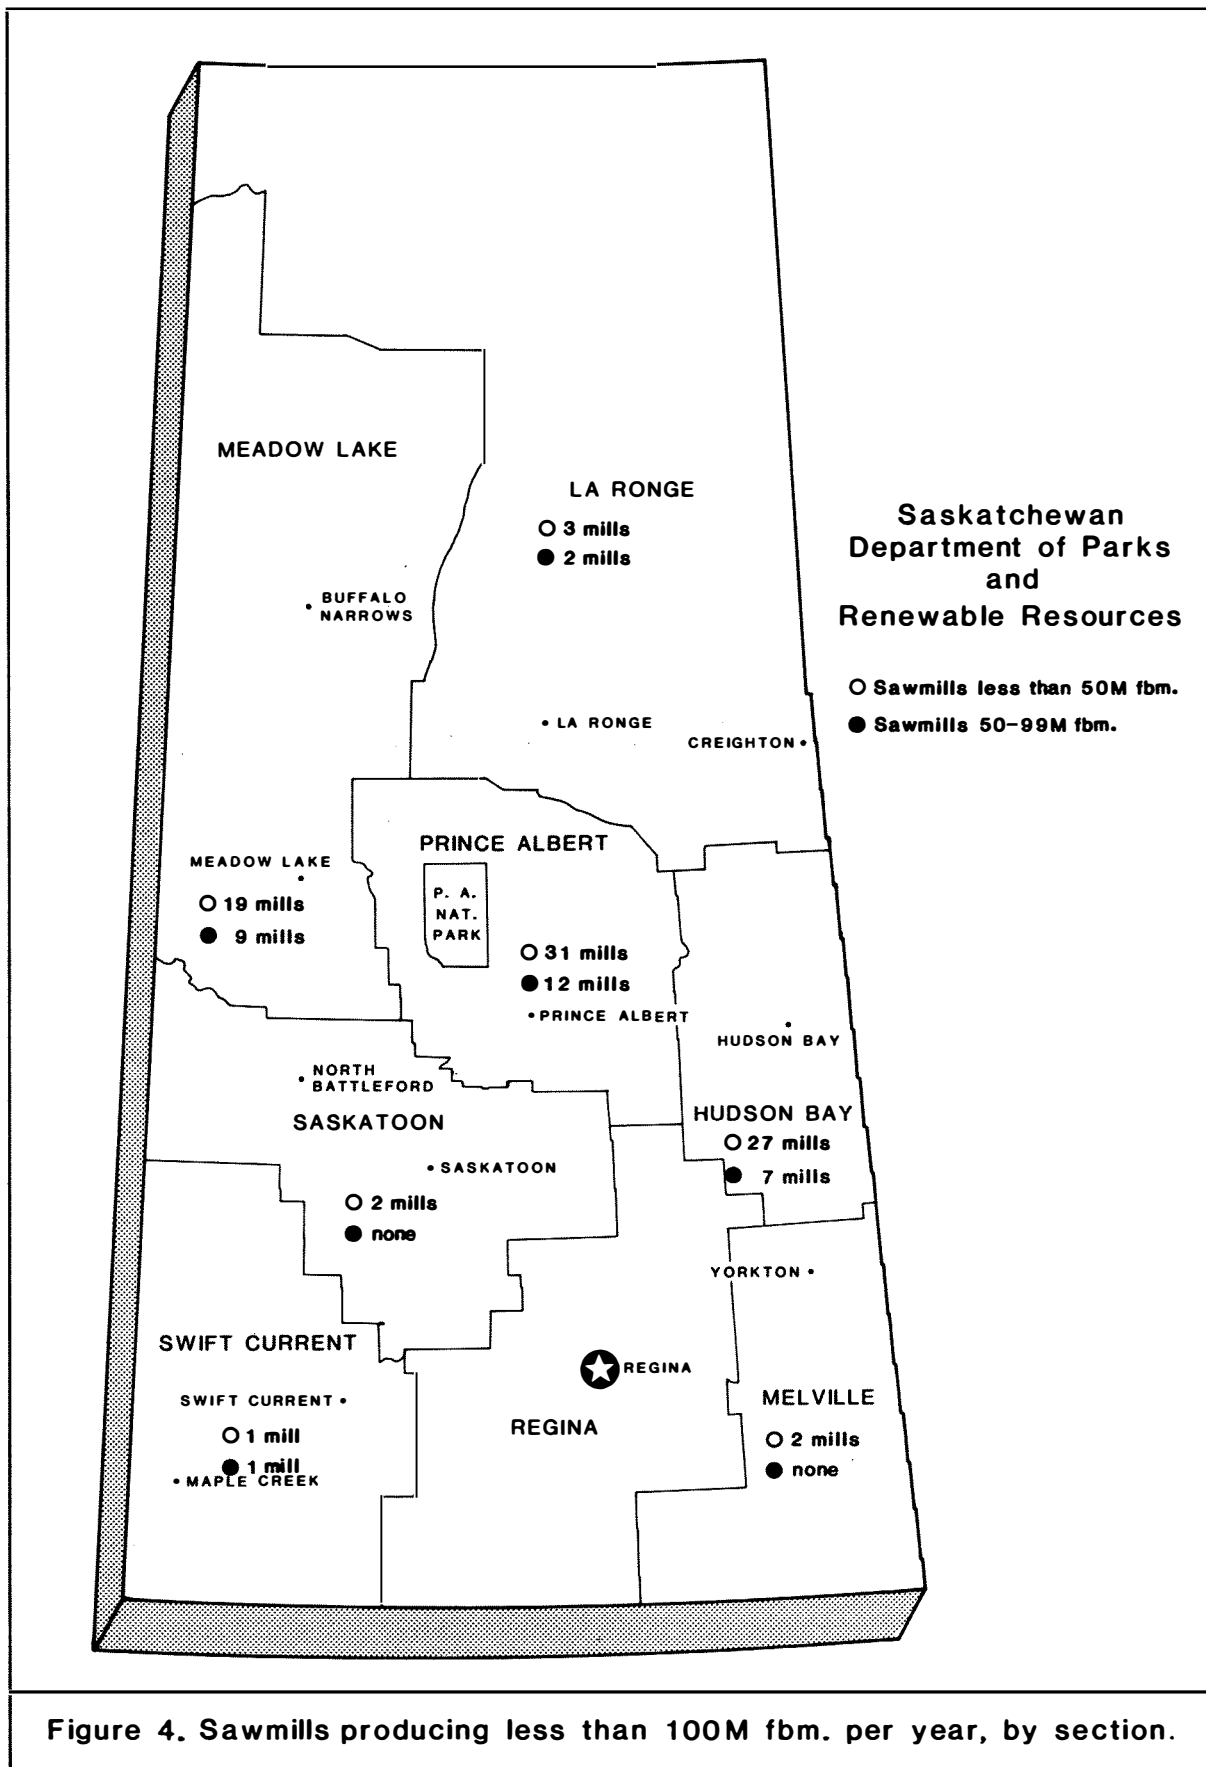 MEADOW LAKE
LA RONGE
3 mills
2 mills
Saskatchewan
Department of Parks
and
Renewable Resources
Sawmills less than 50M fbm.
Sawmills 50-99M fbm.
BUFFALO
NARROWS
LA RONGE
CREIGHTON
PRINCE ALBERT
MEADOW LAKE
19 mills
9 mills
P. A.
NAT.
PARK
31 mills
12 mills
PRINCE ALBERT
HUDSON BAY
NORTH
BATTLEFORD
SASKATOON
HUDSON BAY
27 mills
7 mills
SASKATOON
2 mills
none
YORKTON
SWIFT CURRENT
REGINA
SWIFT CURRENT
1 mill
1 mill
MAPLE CREEK
REGINA
MELVILLE
2 mills
none
Figure 4. Sawmills producing less than 100M fbm. per year, by section.